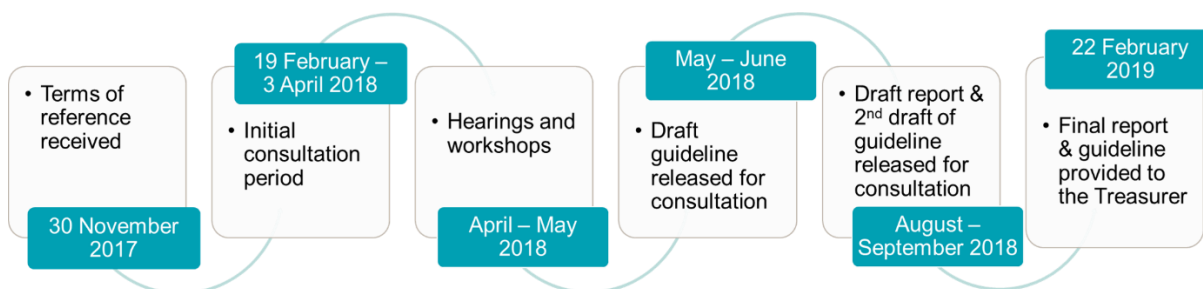 • Terms of
reference
received
30 November
2017
19 February –
3 April 2018
• Initial
consultation
period
• Hearings and
workshops
April – May
2018
May – June
2018
• Draft
guideline
released for
consultation
• Draft report &
2nd draft of
guideline
released for
consultation
August –
September 2018
22 February
2019
• Final report
& guideline
provided to
the Treasurer